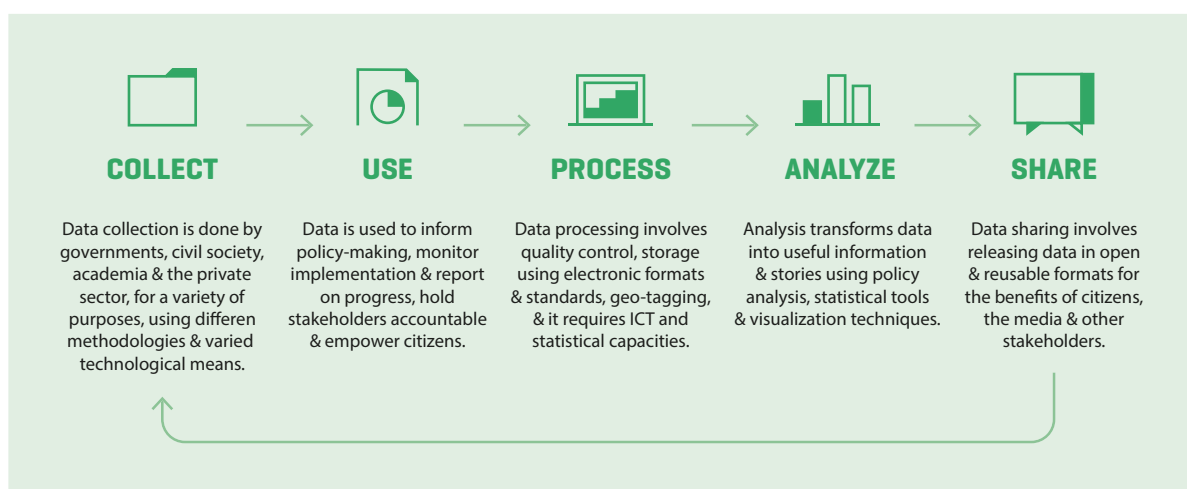 COLLECT
Data collection is done by
governments, civil society,
academia & the private
sector, for a variety of
purposes, using differen
methodologies & varied
technological means.
USE
Data is used to inform
policy-making, monitor
implementation & report
on progress, hold
stakeholders accountable
& empower citizens.
PROCESS
Data processing involves
quality control, storage
using electronic formats
& standards, geo-tagging,
& it requires ICT and
statistical capacities.
ANALYZE
Analysis transforms data
into useful information
& stories using policy
analysis, statistical tools
& visualization techniques.
SHARE
Data sharing involves
releasing data in open
& reusable formats for
the benefits of citizens,
the media & other
stakeholders.